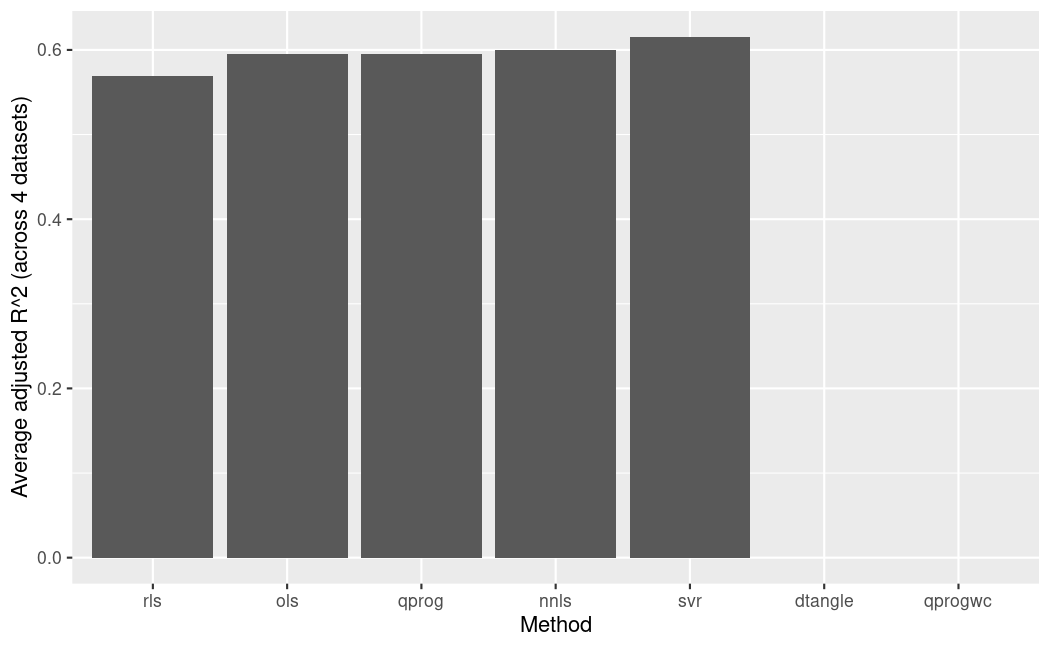 Average adjusted R^2 (across 4 datasets)
0.6
0.4
0.2
0.0
rls ols qprog nnls svr dtangle qprogwc
Method